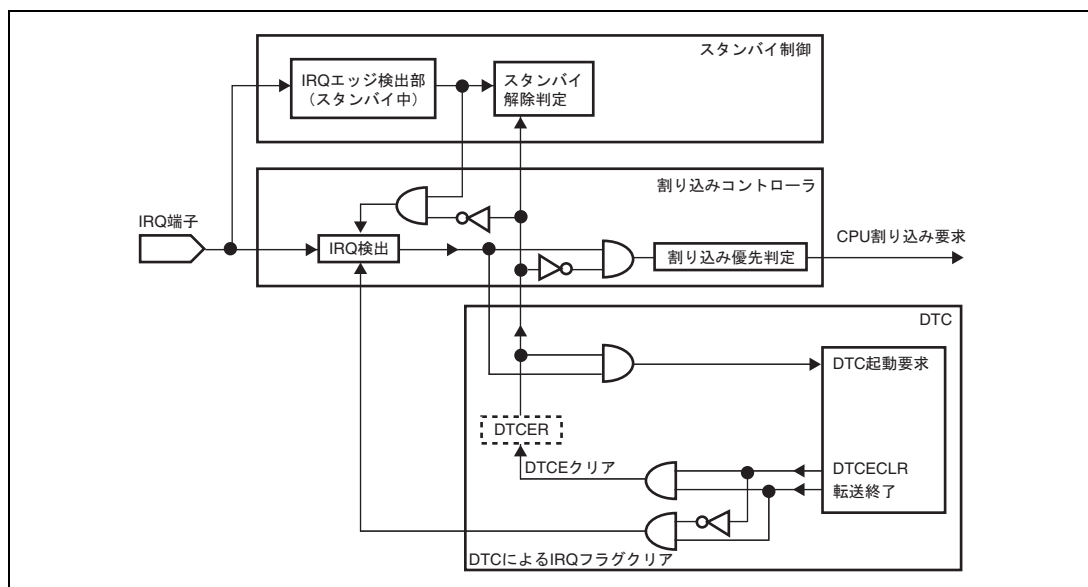 スタンバイ制御
IRQエッジ検出部
（スタンバイ中）
スタンバイ
解除判定
割り込みコントローラ
IRQ端子
IRQ検出
割り込み優先判定
CPU割り込み要求
DTC
DTC起動要求
DTCER
DTCEクリア
DTCECLR
転送終了
DTCによるIRQフラグクリア